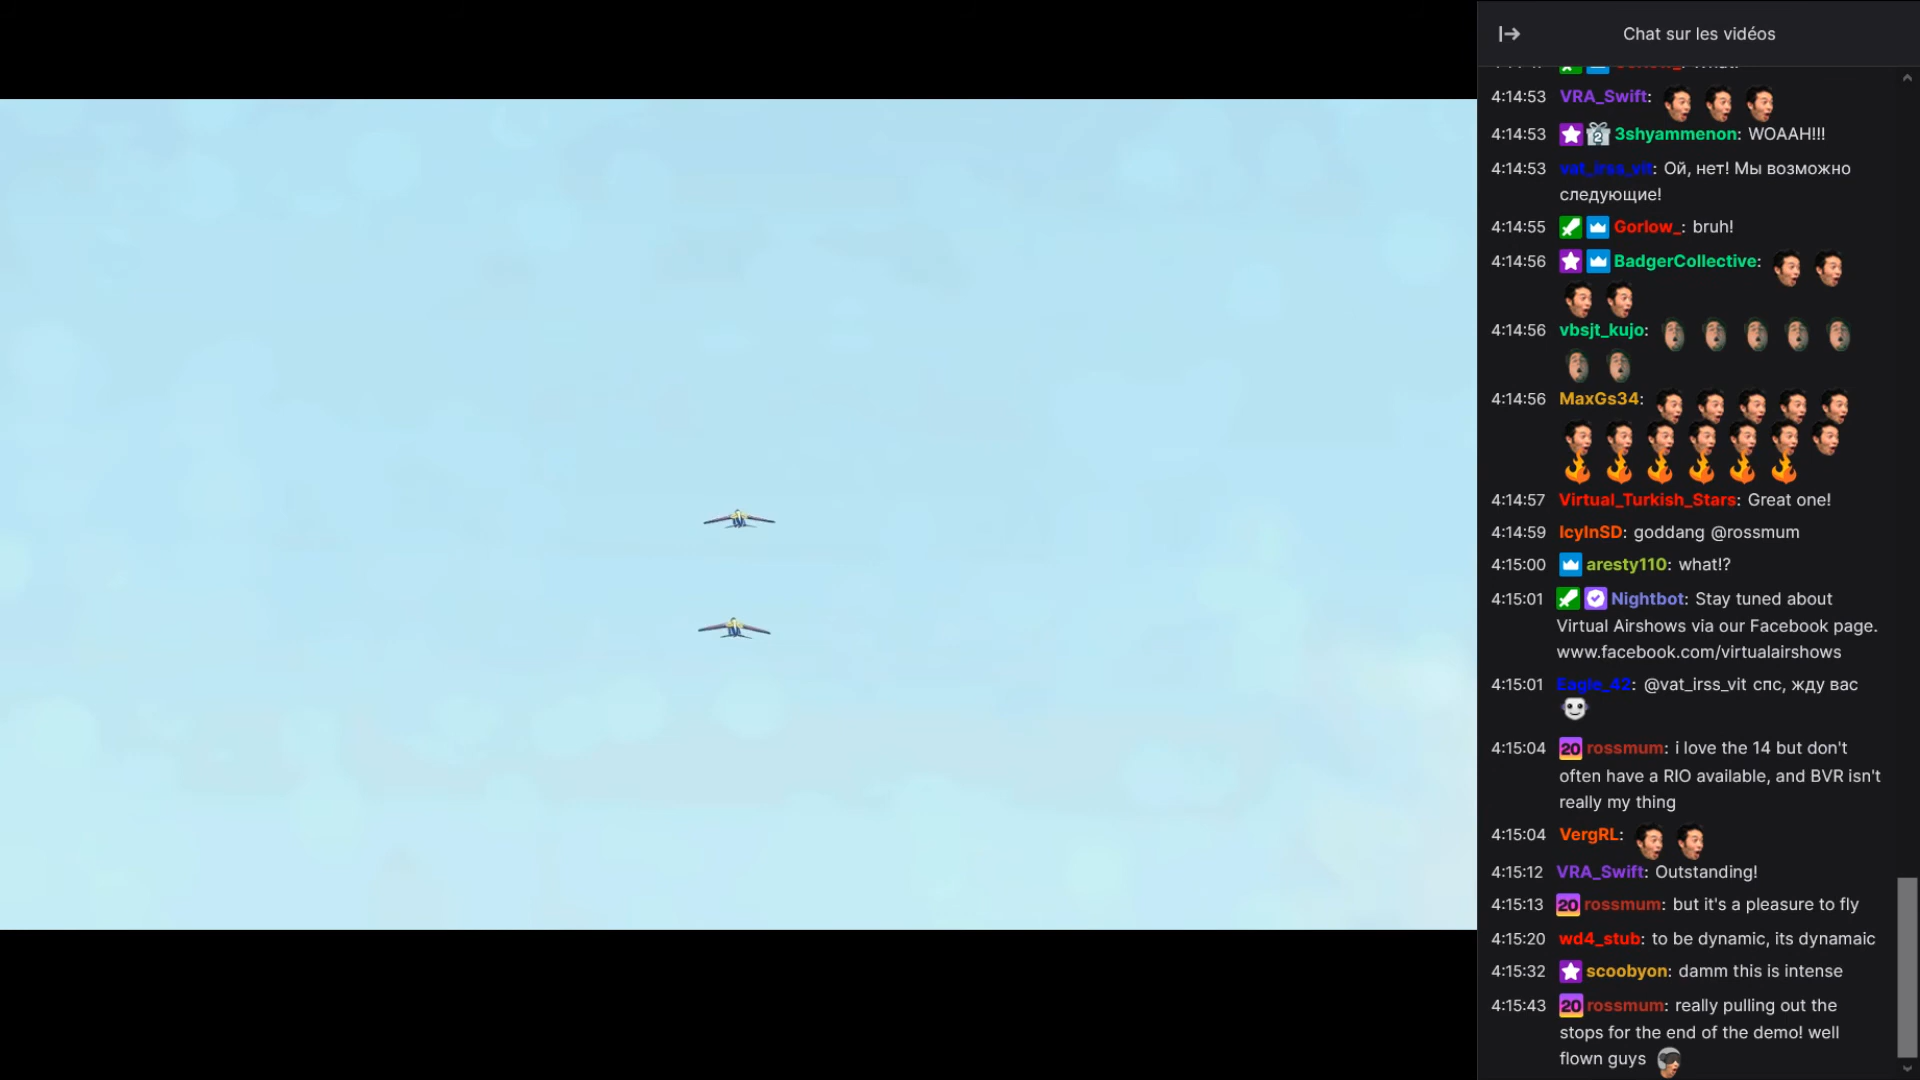 Chat sur les vidéos
4:14:53 VRA_Swift:
4:14:53 2 3shyammenon: WOAAH!!!
4:14:53 vat_irss_vit: Ой, нет! Мы возможно
следующие!
4:14:55 Gorlow_: bruh!
4:14:56 BadgerCollective:
4:14:56 vbsjt_kujo:
4:14:56 MaxGs34:
4:14:57 Virtual_Turkish_Stars: Great one!
4:14:59 IcyInSD: goddang @rossmum
4:15:00 aresty110: what!?
4:15:01 Nightbot: Stay tuned about
Virtual Airshows via our Facebook page.
www.facebook.com/virtualairshows
4:15:01 Eagle_42: @vat_irss_vit спс, жду вас
4:15:04 20 rossmum: i love the 14 but don't
often have a RIO available, and BVR isn't
really my thing
4:15:04 VergRL:
4:15:12 VRA_Swift: Outstanding!
4:15:13 20 rossmum: but it's a pleasure to fly
4:15:20 wd4_stub: to be dynamic, its dynamaic
4:15:32 scoobyon: damm this is intense
4:15:43 20 rossmum: really pulling out the
stops for the end of the demo! well
flown guys